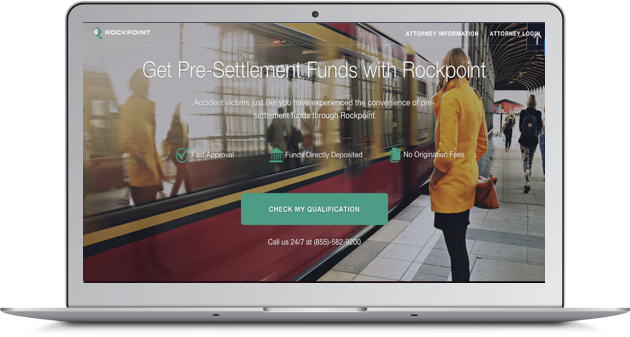 ROCKPOINT
ATTORNEY INFORMATION ATTORNEY LOGIN
Get Pre-Settlement Funds with Rockpoint
Accident victims just like you have experienced the convenience of pre-
settlement funds through Rockpoint
Fast Approval Funds Directly Deposited No Origination Fees
CHECK MY QUALIFICATION
Call us 24/7 at (855)-582-9200